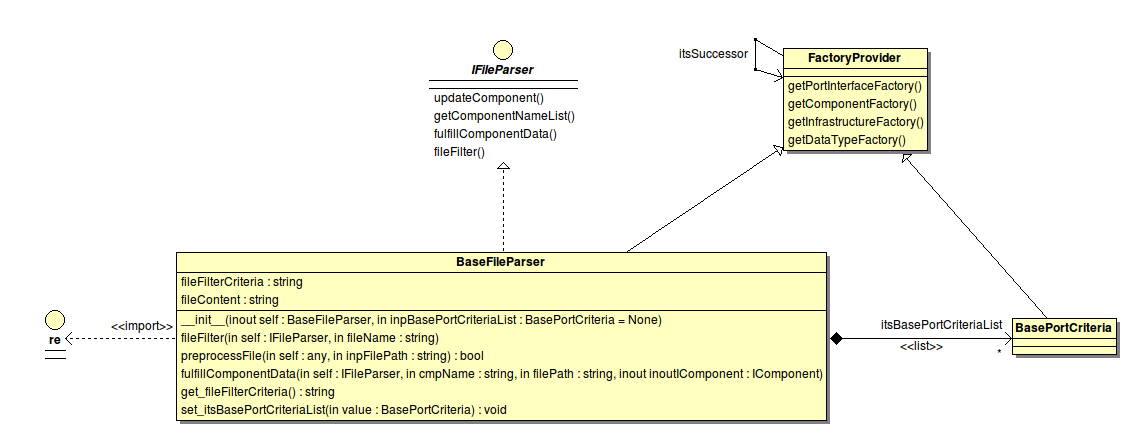 itsSuccessor
FactoryProvider
getPortInterfaceFactory()
getComponentFactory()
getInfrastructureFactory()
getDataTypeFactory()
IFileParser
updateComponent()
getComponentNameList()
fulfillComponentData()
fileFilter()
BaseFileParser
fileFilterCriteria : string
fileContent : string
__init__(inout self : BaseFileParser, in inpBasePortCriteriaList : BasePortCriteria = None)
fileFilter(in self : IFileParser, in fileName : string)
preprocessFile(in self : any, in inpFilePath : string) : bool
fulfillComponentData(in self : IFileParser, in cmpName : string, in filePath : string, inout inoutIComponent : IComponent)
get_fileFilterCriteria() : string
set_itsBasePortCriteriaList(in value : BasePortCriteria) : void
<<import>>
re
itsBasePortCriteriaList
<<list>>
*
BasePortCriteria